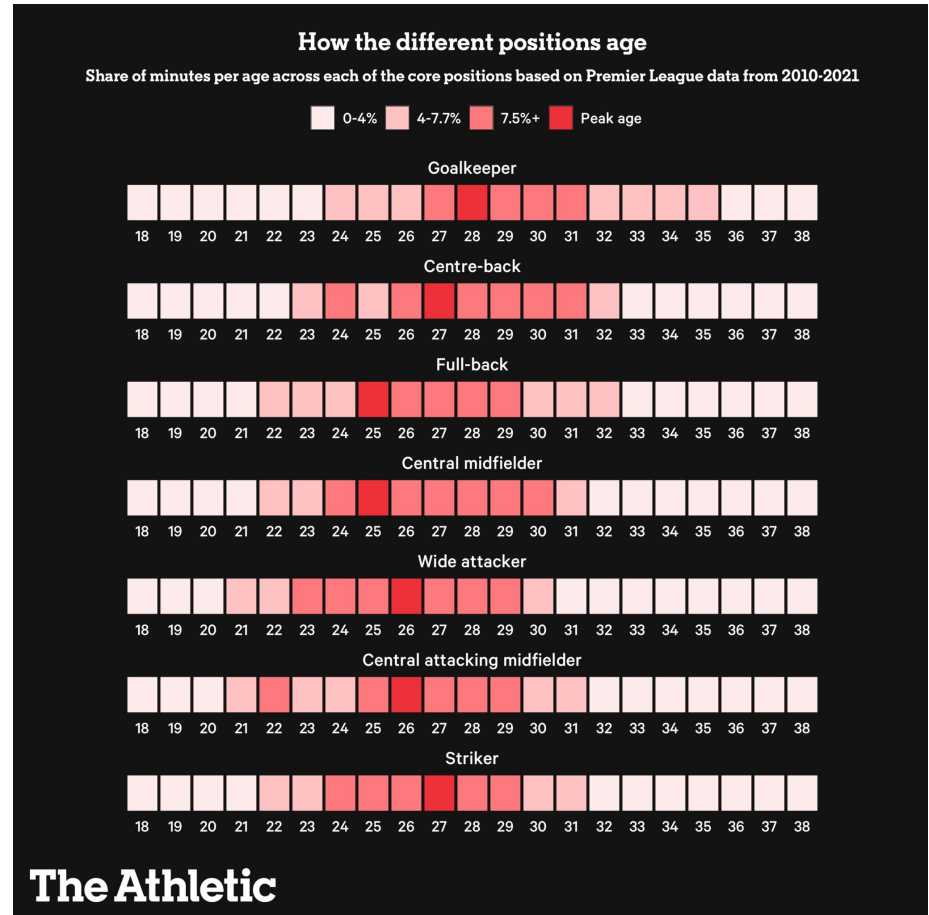 How the different positions age
Share of minutes per age across each of the core positions based on Premier League data from 2010-2021
0-4% 4-7.7% 7.5%+ Peak age
Goalkeeper
18 19 20 21 22 23 24 25 26 27 28 29 30 31 32 33 34 35 36 37 38
Centre-back
18 19 20 21 22 23 24 25 26 27 28 29 30 31 32 33 34 35 36 37 38
Full-back
18 19 20 21 22 23 24 25 26 27 28 29 30 31 32 33 34 35 36 37 38
Central midfielder
18 19 20 21 22 23 24 25 26 27 28 29 30 31 32 33 34 35 36 37 38
Wide attacker
18 19 20 21 22 23 24 25 26 27 28 29 30 31 32 33 34 35 36 37 38
Central attacking midfielder
18 19 20 21 22 23 24 25 26 27 28 29 30 31 32 33 34 35 36 37 38
Striker
18 19 20 21 22 23 24 25 26 27 28 29 30 31 32 33 34 35 36 37 38
The Athletic